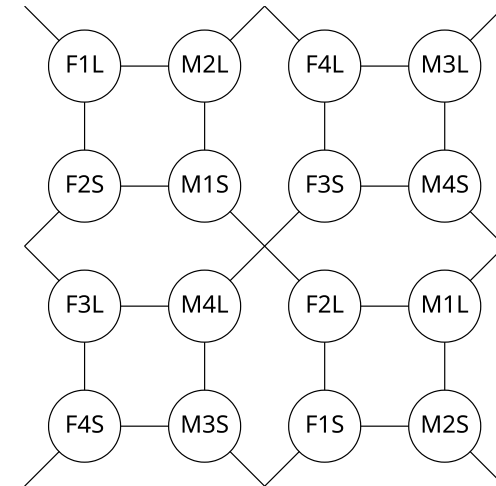 F1L M2L F4L M3L
F2S M1S F3S M4S
F3L M4L F2L M1L
F4S M3S F1S M2S